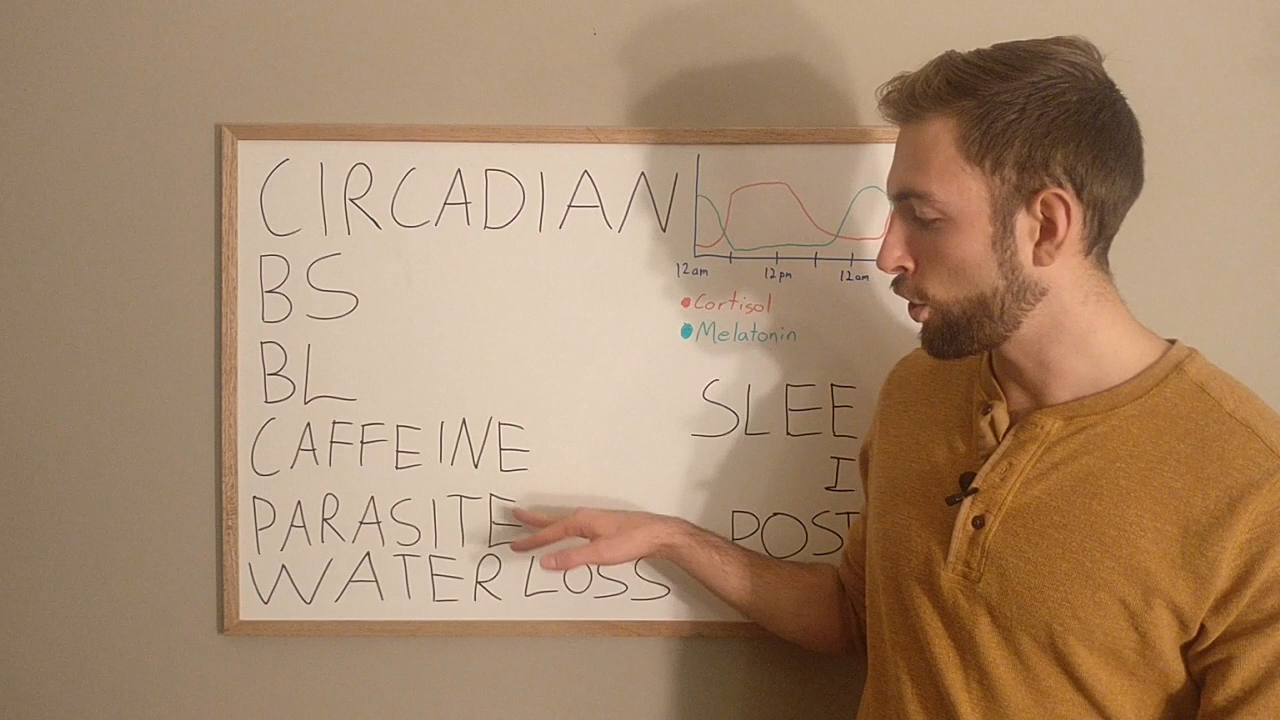 CIRCADIAN
BS
BL
CAFFEINE
PARASITE
WATER LOSS
12am 12pm 12am
Cortisol
Melatonin
SLEE
I
POST